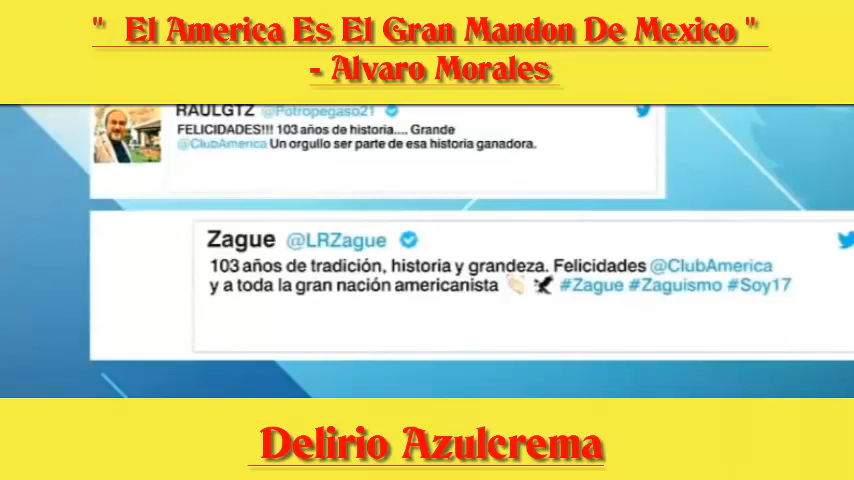 " El America Es El Gran Mandon De Mexico "
- Alvaro Morales
RAULGTZ @Potropegaso21
FELICIDADES!!! 103 años de historia.... Grande
@ClubAmerica Un orgullo ser parte de esa historia ganadora.
Zague @LRZague
103 años de tradición, historia y grandeza. Felicidades @ClubAmerica
y a toda la gran nación americanista 👏🏻 🦅 #Zague #Zaguismo #Soy17
Delirio Azulcrema